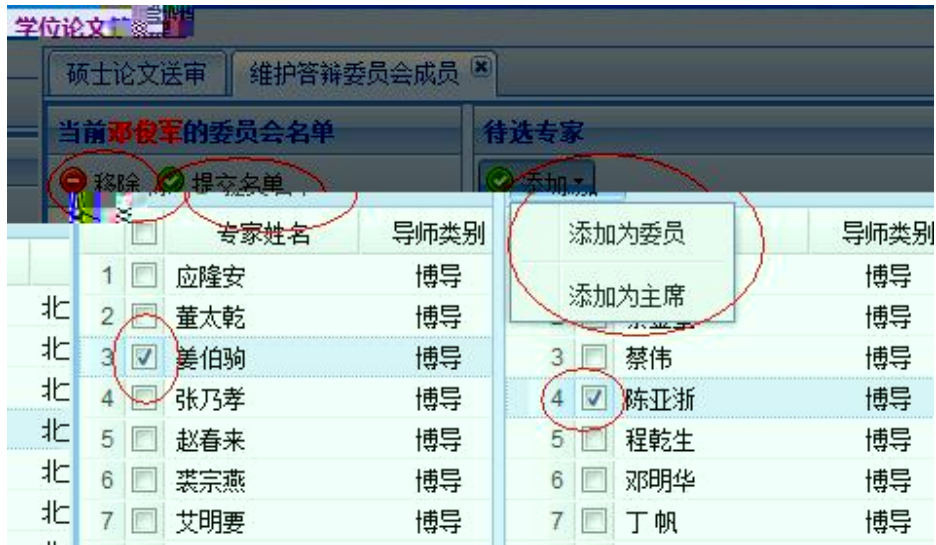 学位论文
硕士论文送审
维护答辩委员会成员
当前邓俊军的委员会名单
移除 提交名单
专家姓名 导师类别
1 应隆安 博导
2 董太乾 博导
3 姜伯驹 博导
4 张乃孝 博导
5 赵春来 博导
6 裘宗燕 博导
7 艾明要 博导
待选专家
添加
添加为委员
添加为主席
导师类别
博导
博导
3 蔡伟 博导
4 陈亚浙 博导
5 程乾生 博导
6 邓明华 博导
7 丁帆 博导
北
北
北
北
北
北